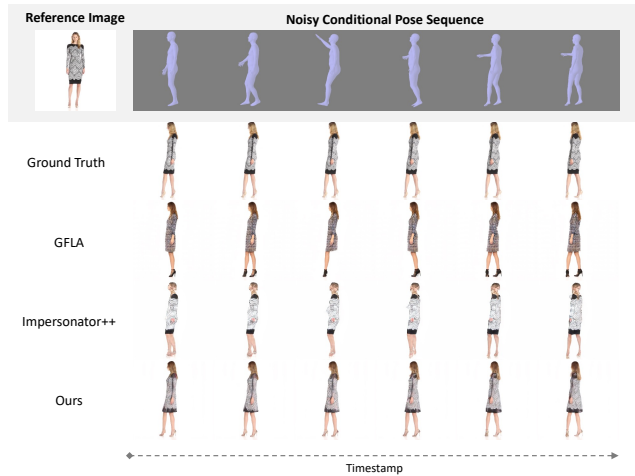 Reference Image
Noisy Conditional Pose Sequence
Ground Truth
GFLA
Impersonator++
Ours
Timestamp